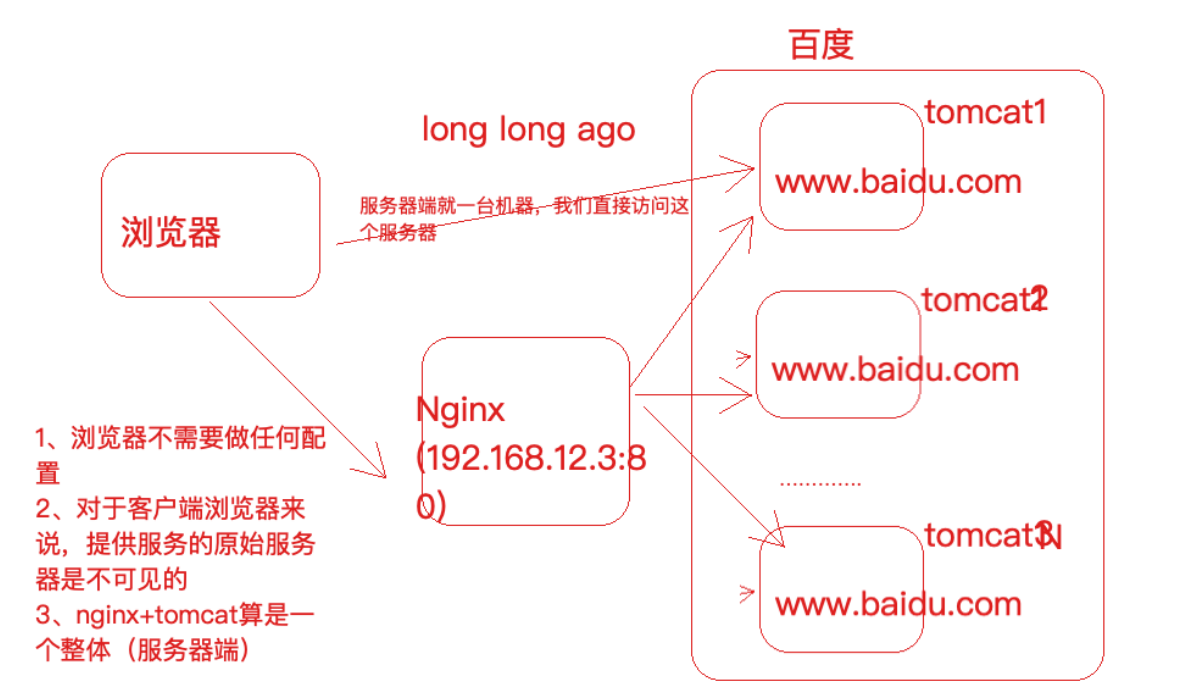 百度
tomcat1
long long ago
www.baidu.com
服务器端就一台机器，我们直接访问这
个服务器
浏览器
tomcat2
www.baidu.com
Nginx
(192.168.12.3:8
0)
1、浏览器不需要做任何配
置
2、对于客户端浏览器来
说，提供服务的原始服务
器是不可见的
3、nginx+tomcat算是一
个整体（服务器端）
.............
tomcatN
www.baidu.com